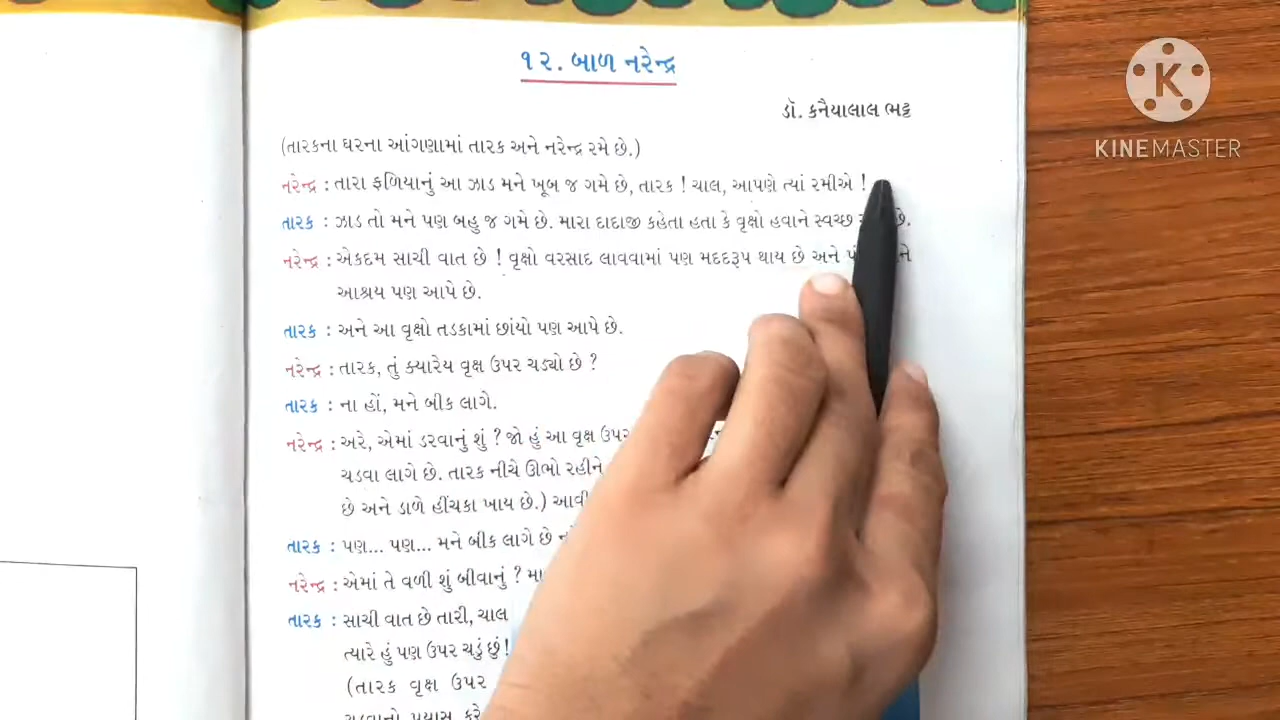 ૧૨. બાળ નરેન્દ્ર
ડૉ. કનૈયાલાલ ભટ્ટ
(તારકના ઘરના આંગણામાં તારક અને નરેન્દ્ર રમે છે.)
નરેન્દ્ર : તારા ફળિયાનું આ ઝાડ મને ખૂબ જ ગમે છે, તારક ! ચાલ, આપણે ત્યાં રમીએ !
તારક : ઝાડ તો મને પણ બહુ જ ગમે છે. મારા દાદાજી કહેતા હતા કે વૃક્ષો હવાને સ્વચ્છ છે.
નરેન્દ્ર : એકદમ સાચી વાત છે ! વૃક્ષો વરસાદ લાવવામાં પણ મદદરૂપ થાય છે અને
આશ્રય પણ આપે છે.
તારક : અને આ વૃક્ષો તડકામાં છાંયો પણ આપે છે.
નરેન્દ્ર : તારક, તું ક્યારેય વૃક્ષ ઉપર ચડ્યો છે ?
તારક : ના હોં, મને બીક લાગે.
નરેન્દ્ર : અરે, એમાં ડરવાનું શું ? જો હું આ વૃક્ષ
ચડવા લાગે છે. તારક નીચે ઊભો રહીને
છે અને ડાળે હીંચકા ખાય છે.)
તારક : પણ... પણ... મને બીક લાગે છે
નરેન્દ્ર : એમાં તે વળી શું બીવાનું ?
તારક : સાચી વાત છે તારી, ચાલ
ત્યારે હું પણ ઉપર ચડું છું!
(તારક વૃક્ષ ઉપર
KINEMASTER